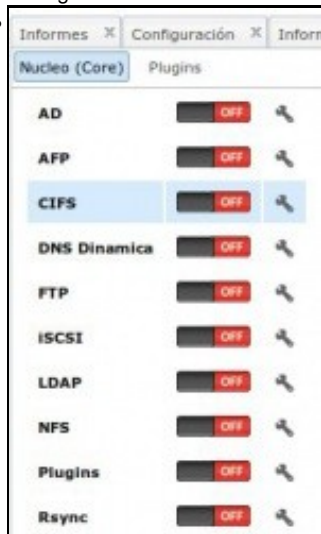 Informes X Configuración X Inform
Nucleo (Core) Plugins
AD OFF
AFP OFF
CIFS OFF
DNS Dinamica OFF
FTP OFF
iSCSI OFF
LDAP OFF
NFS OFF
Plugins OFF
Rsync OFF